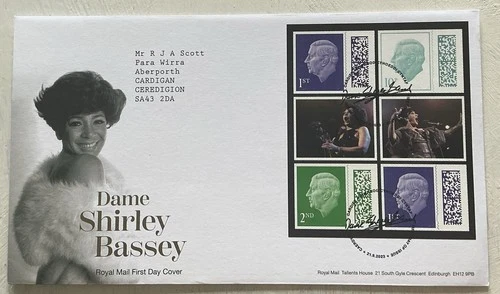 Mr R J A Scott
Para Wirra
Aberporth
CARDIGAN
CEREDIGION
SA43 2DA
Dame
Shirley
Bassey
Royal Mail First Day Cover
1ST
2ND
Royal Mail Tallents House 21 South Gyle Crescent Edinburgh EH12 9PB